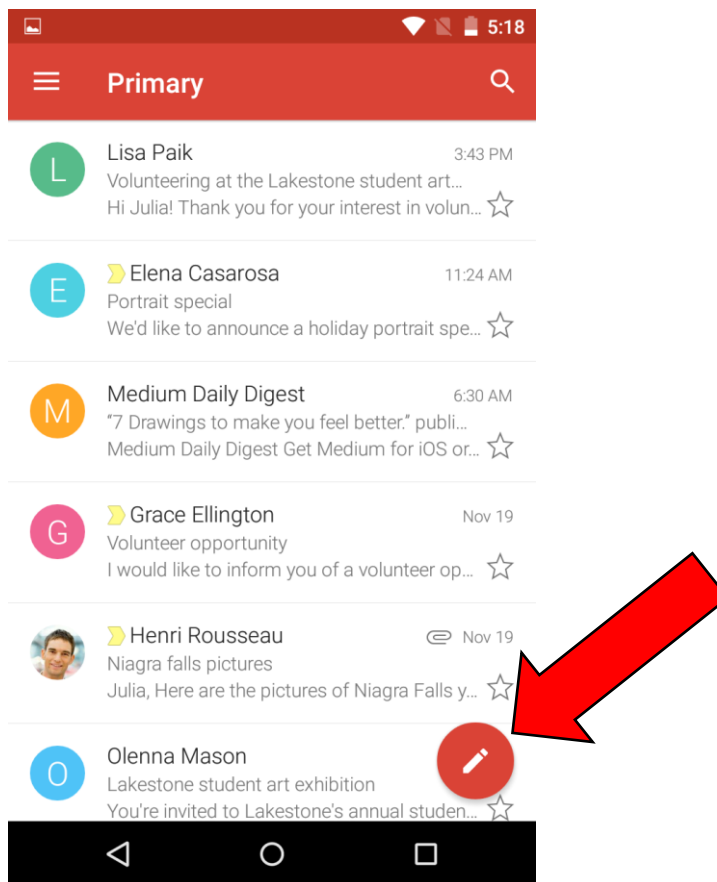 5:18
Primary
L
Lisa Paik 3:43 PM
Volunteering at the Lakestone student art...
Hi Julia! Thank you for your interest in volun...
E
Elena Casarosa 11:24 AM
Portrait special
We'd like to announce a holiday portrait spe...
M
Medium Daily Digest 6:30 AM
“7 Drawings to make you feel better.” publi...
Medium Daily Digest Get Medium for iOS or...
G
Grace Ellington Nov 19
Volunteer opportunity
I would like to inform you of a volunteer op...
Henri Rousseau Nov 19
Niagra falls pictures
Julia, Here are the pictures of Niagra Falls y...
O
Olenna Mason
Lakestone student art exhibition
You're invited to Lakestone's annual studen...